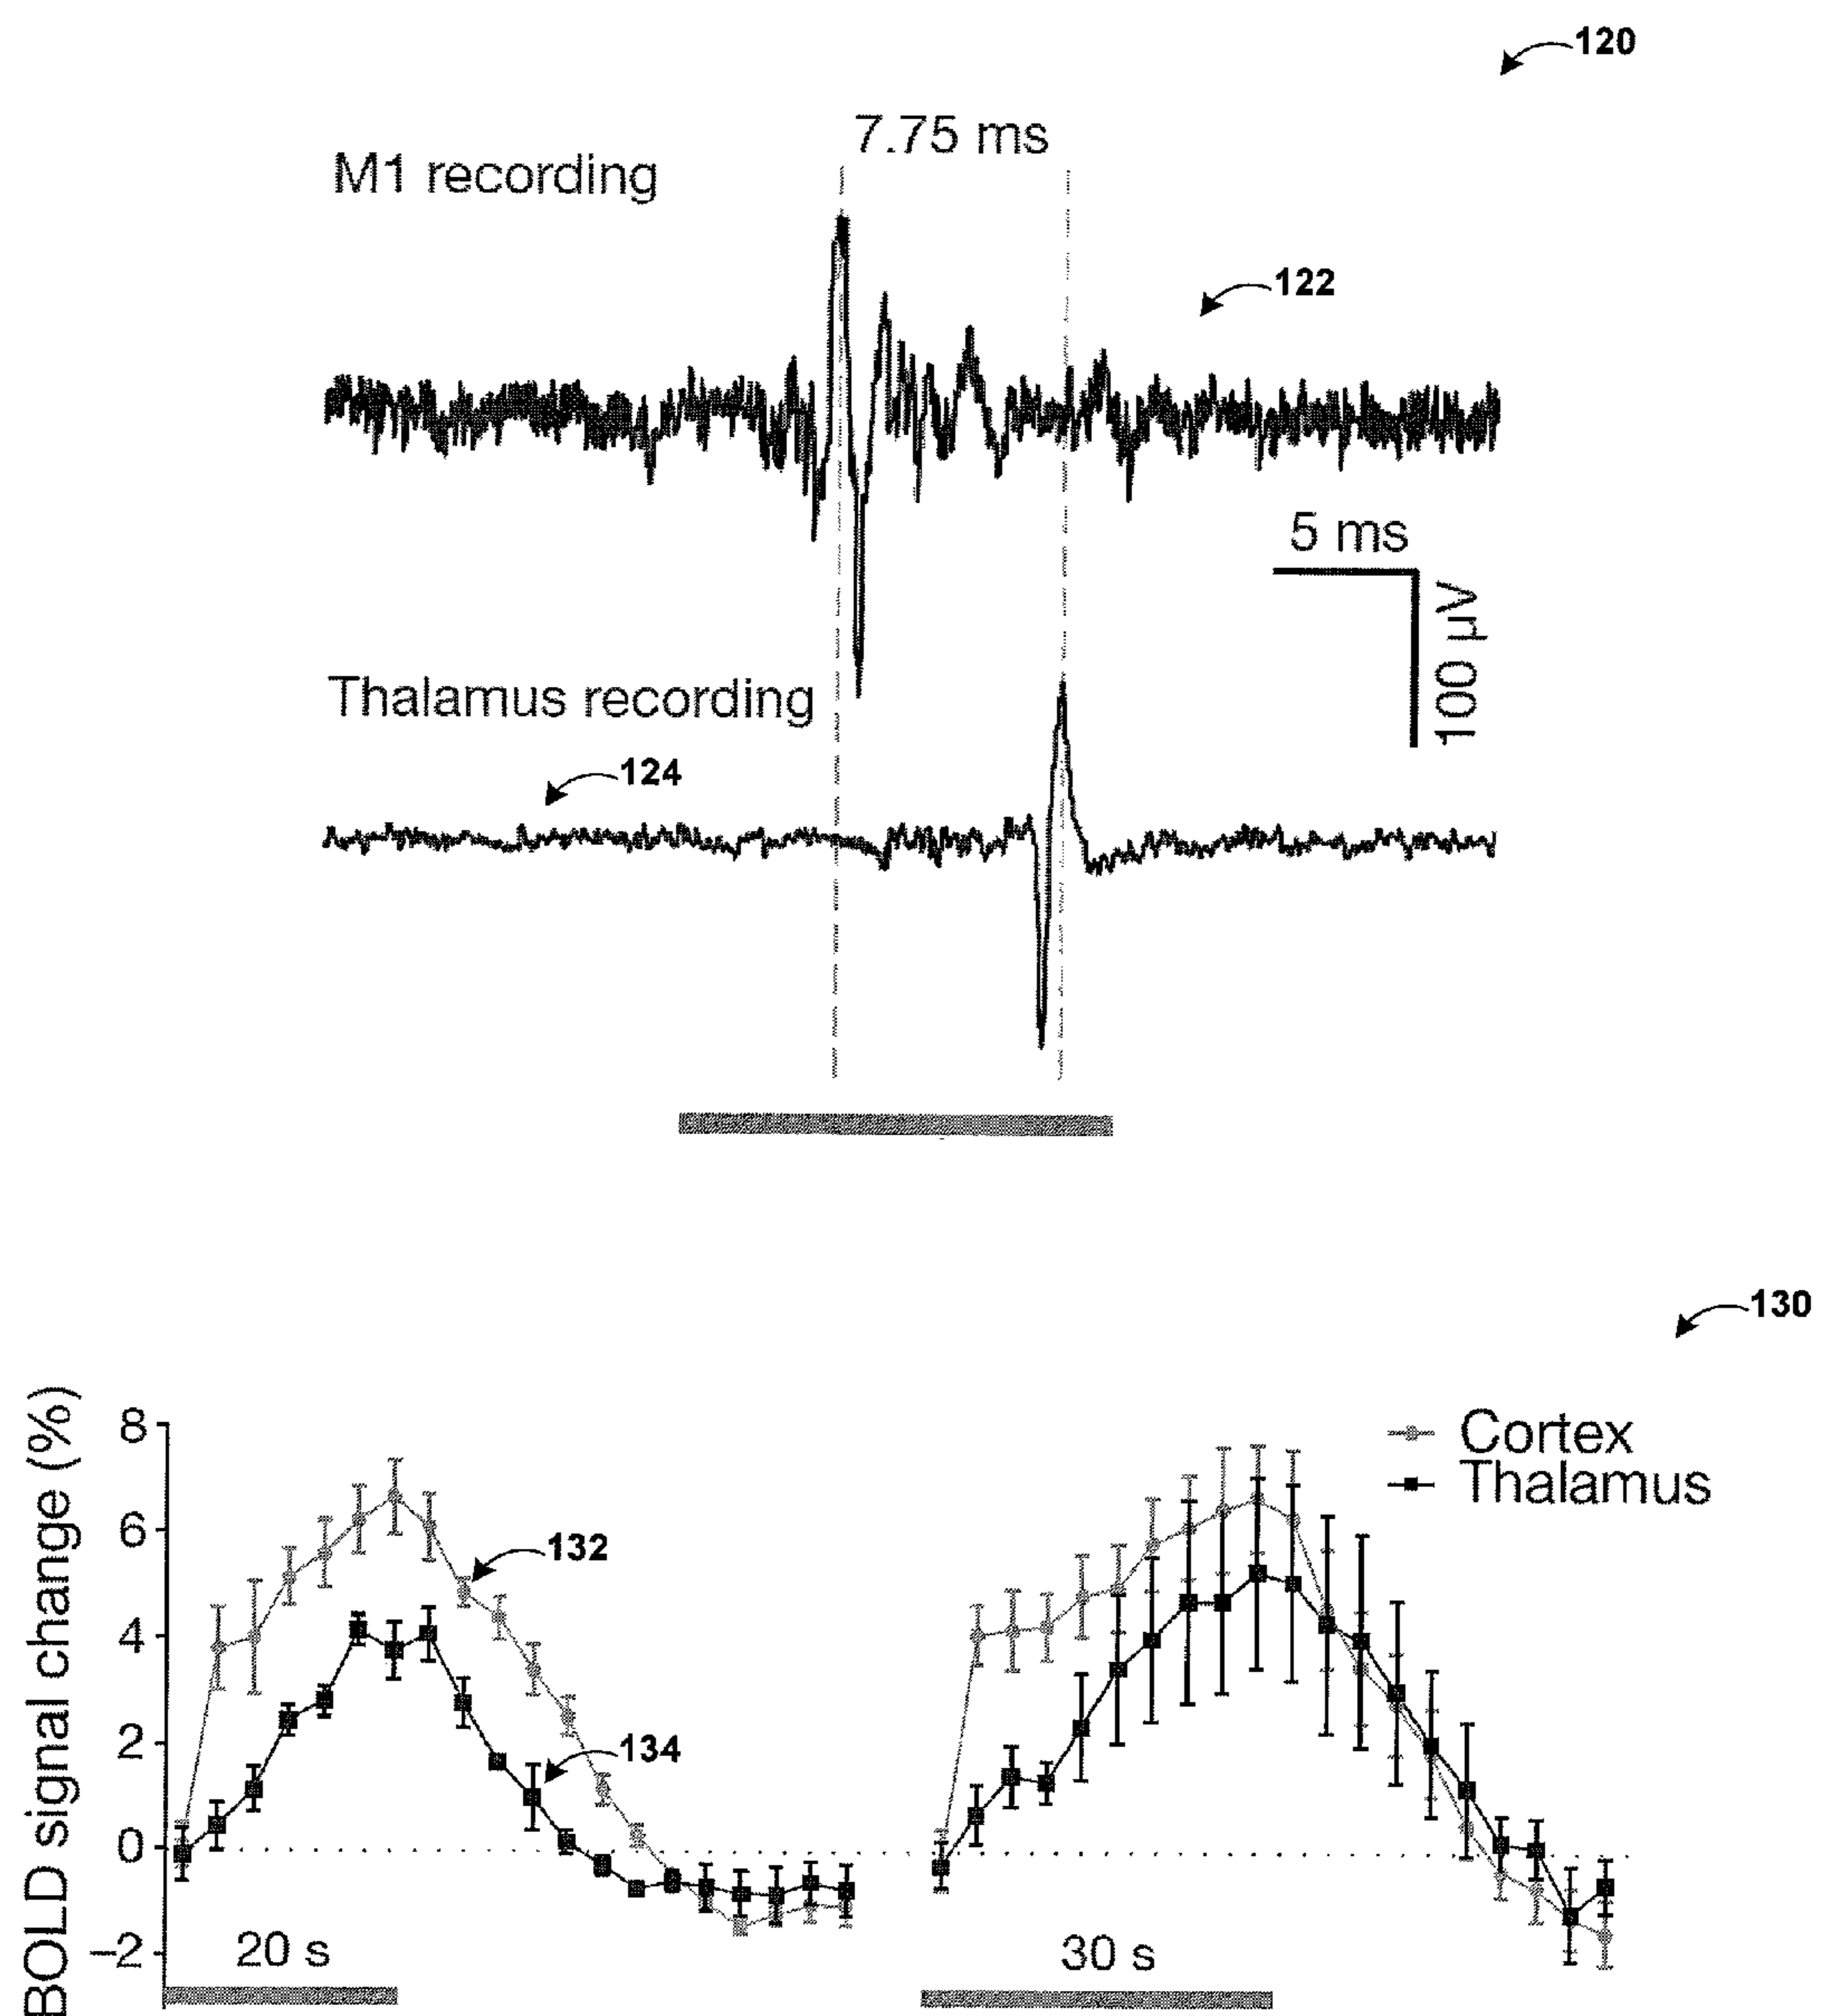 120
7.75 ms
M1 recording
122
5 ms
100 µV
Thalamus recording
124
130
BOLD signal change (%)
8
6
4
2
0
−2
Cortex
Thalamus
132
134
20 s
30 s